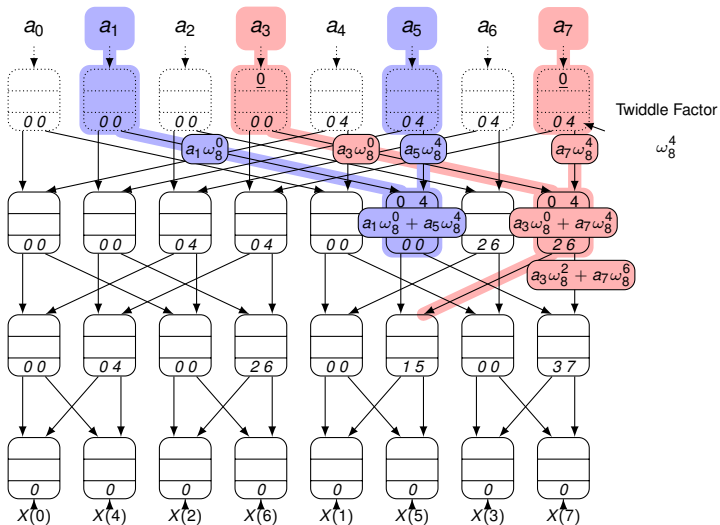 a₀ a₁ a₂ a₃ a₄ a₅ a₆ a₇
0 0
0 0 0 0 0 0 0 0 0 4 0 4 0 4 0 4
Twiddle Factor
ω₈⁴
a₁ω₈⁰ a₃ω₈⁰ a₅ω₈⁴ a₇ω₈⁴
0 4 0 4
a₁ω₈⁰ + a₅ω₈⁴ a₃ω₈⁰ + a₇ω₈⁴
0 0 0 0 0 4 0 4 0 0 0 0 2 6 2 6
a₃ω₈² + a₇ω₈⁶
0 0 0 4 0 0 2 6 0 0 1 5 0 0 3 7
0 0 0 0 0 0 0 0
X(0) X(4) X(2) X(6) X(1) X(5) X(3) X(7)